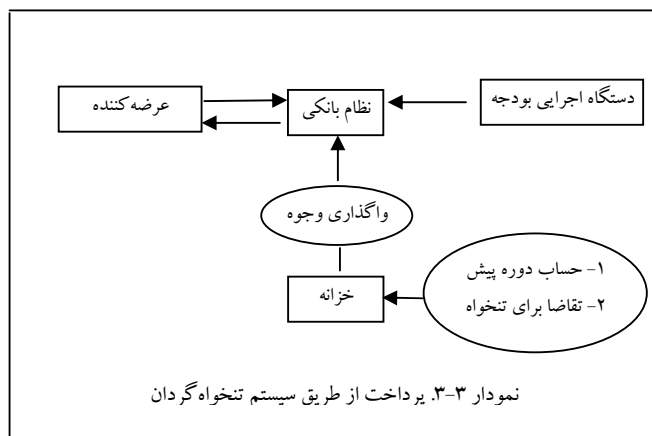 دستگاه اجرایی بودجه
نظام بانکی
عرضه‌کننده
واگذاری وجوه
خزانه
۱- حساب دوره پیش
۲- تقاضا برای تنخواه
نمودار ۳-۳. پرداخت از طریق سیستم تنخواه‌گردان